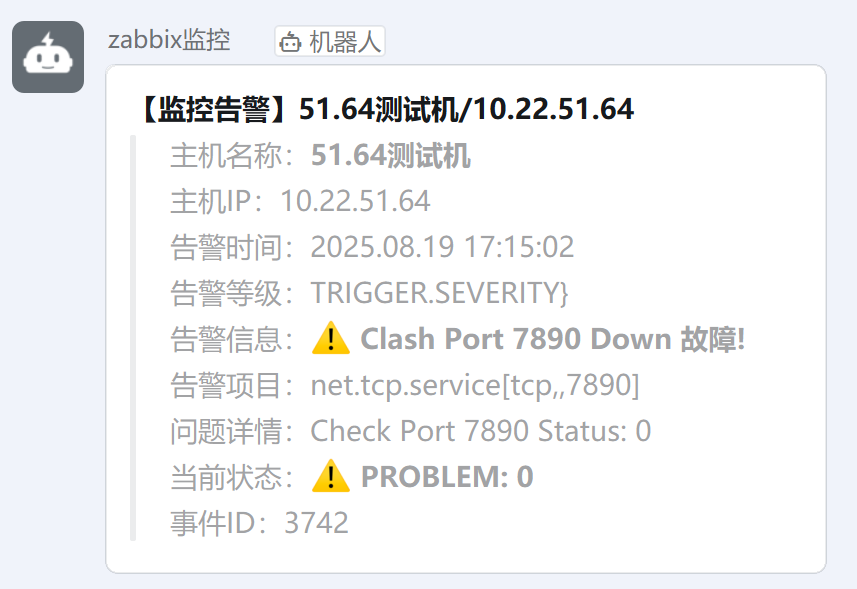 zabbix监控 机器人
【监控告警】51.64测试机/10.22.51.64
主机名称：51.64测试机
主机IP：10.22.51.64
告警时间：2025.08.19 17:15:02
告警等级：TRIGGER.SEVERITY}
告警信息：⚠️ Clash Port 7890 Down 故障!
告警项目：net.tcp.service[tcp,,7890]
问题详情：Check Port 7890 Status: 0
当前状态：⚠️ PROBLEM: 0
事件ID：3742